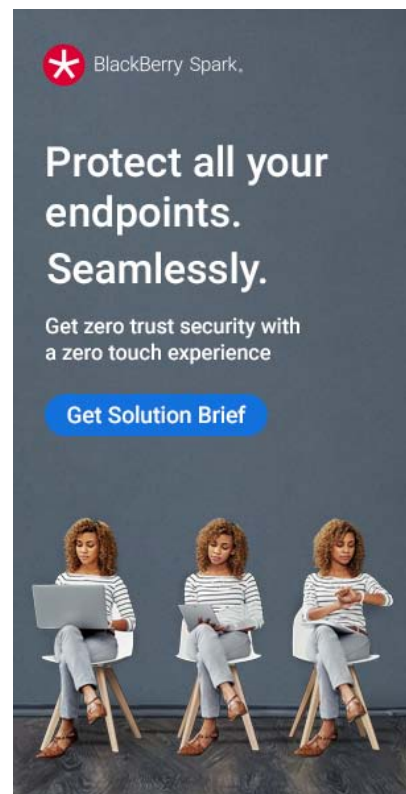 BlackBerry Spark.
Protect all your
endpoints.
Seamlessly.
Get zero trust security with
a zero touch experience
Get Solution Brief